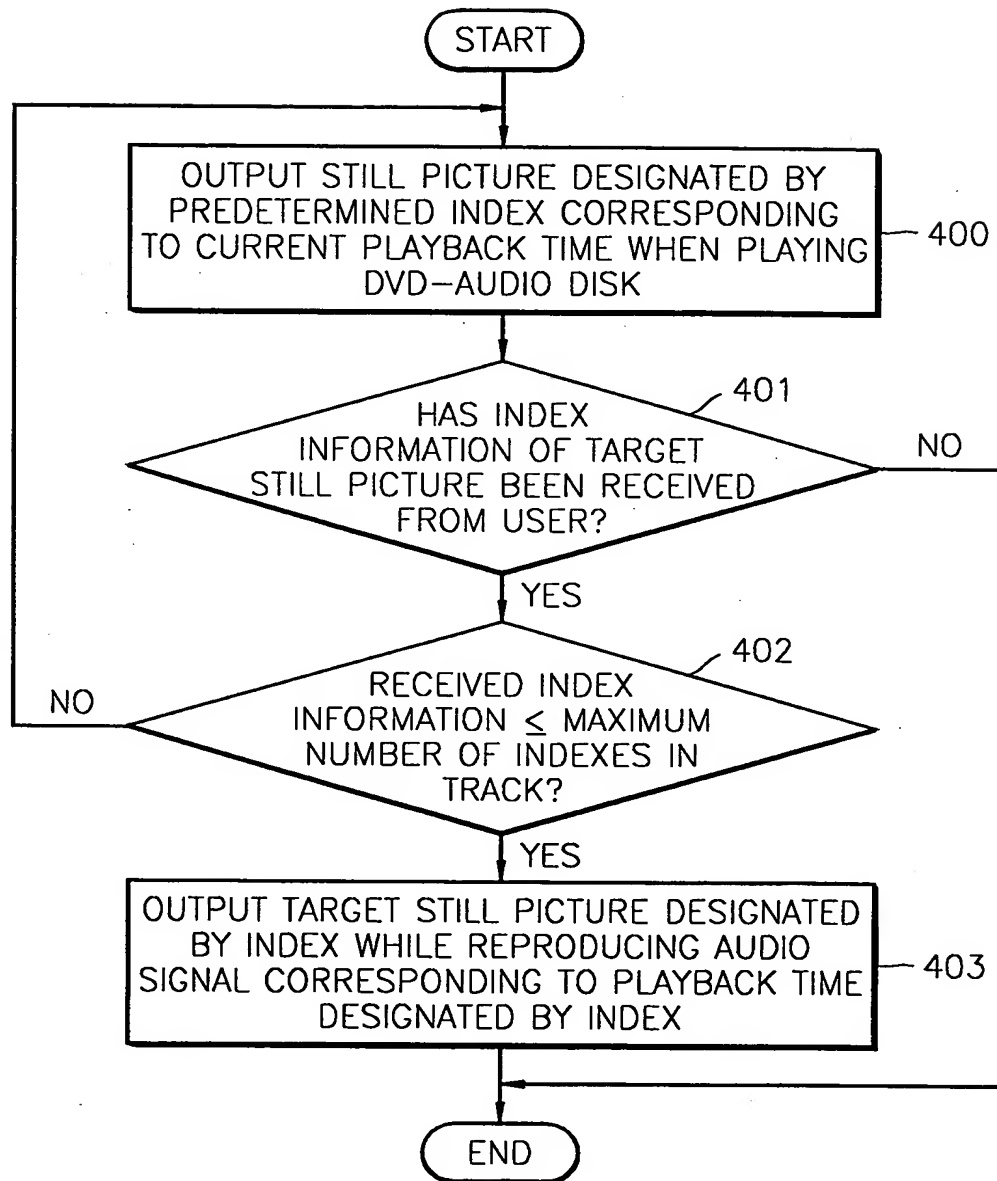 START
OUTPUT STILL PICTURE DESIGNATED BY
PREDETERMINED INDEX CORRESPONDING
TO CURRENT PLAYBACK TIME WHEN PLAYING
DVD-AUDIO DISK
400
401
HAS INDEX
INFORMATION OF TARGET
STILL PICTURE BEEN RECEIVED
FROM USER?
NO
YES
402
RECEIVED INDEX
INFORMATION ≤ MAXIMUM
NUMBER OF INDEXES IN
TRACK?
NO
YES
OUTPUT TARGET STILL PICTURE DESIGNATED
BY INDEX WHILE REPRODUCING AUDIO
SIGNAL CORRESPONDING TO PLAYBACK TIME
DESIGNATED BY INDEX
403
END